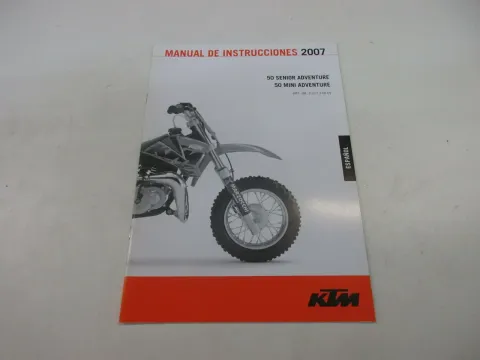 MANUAL DE INSTRUCCIONES 2007
50 SENIOR ADVENTURE
50 MINI ADVENTURE
ESPAÑOL
KTM